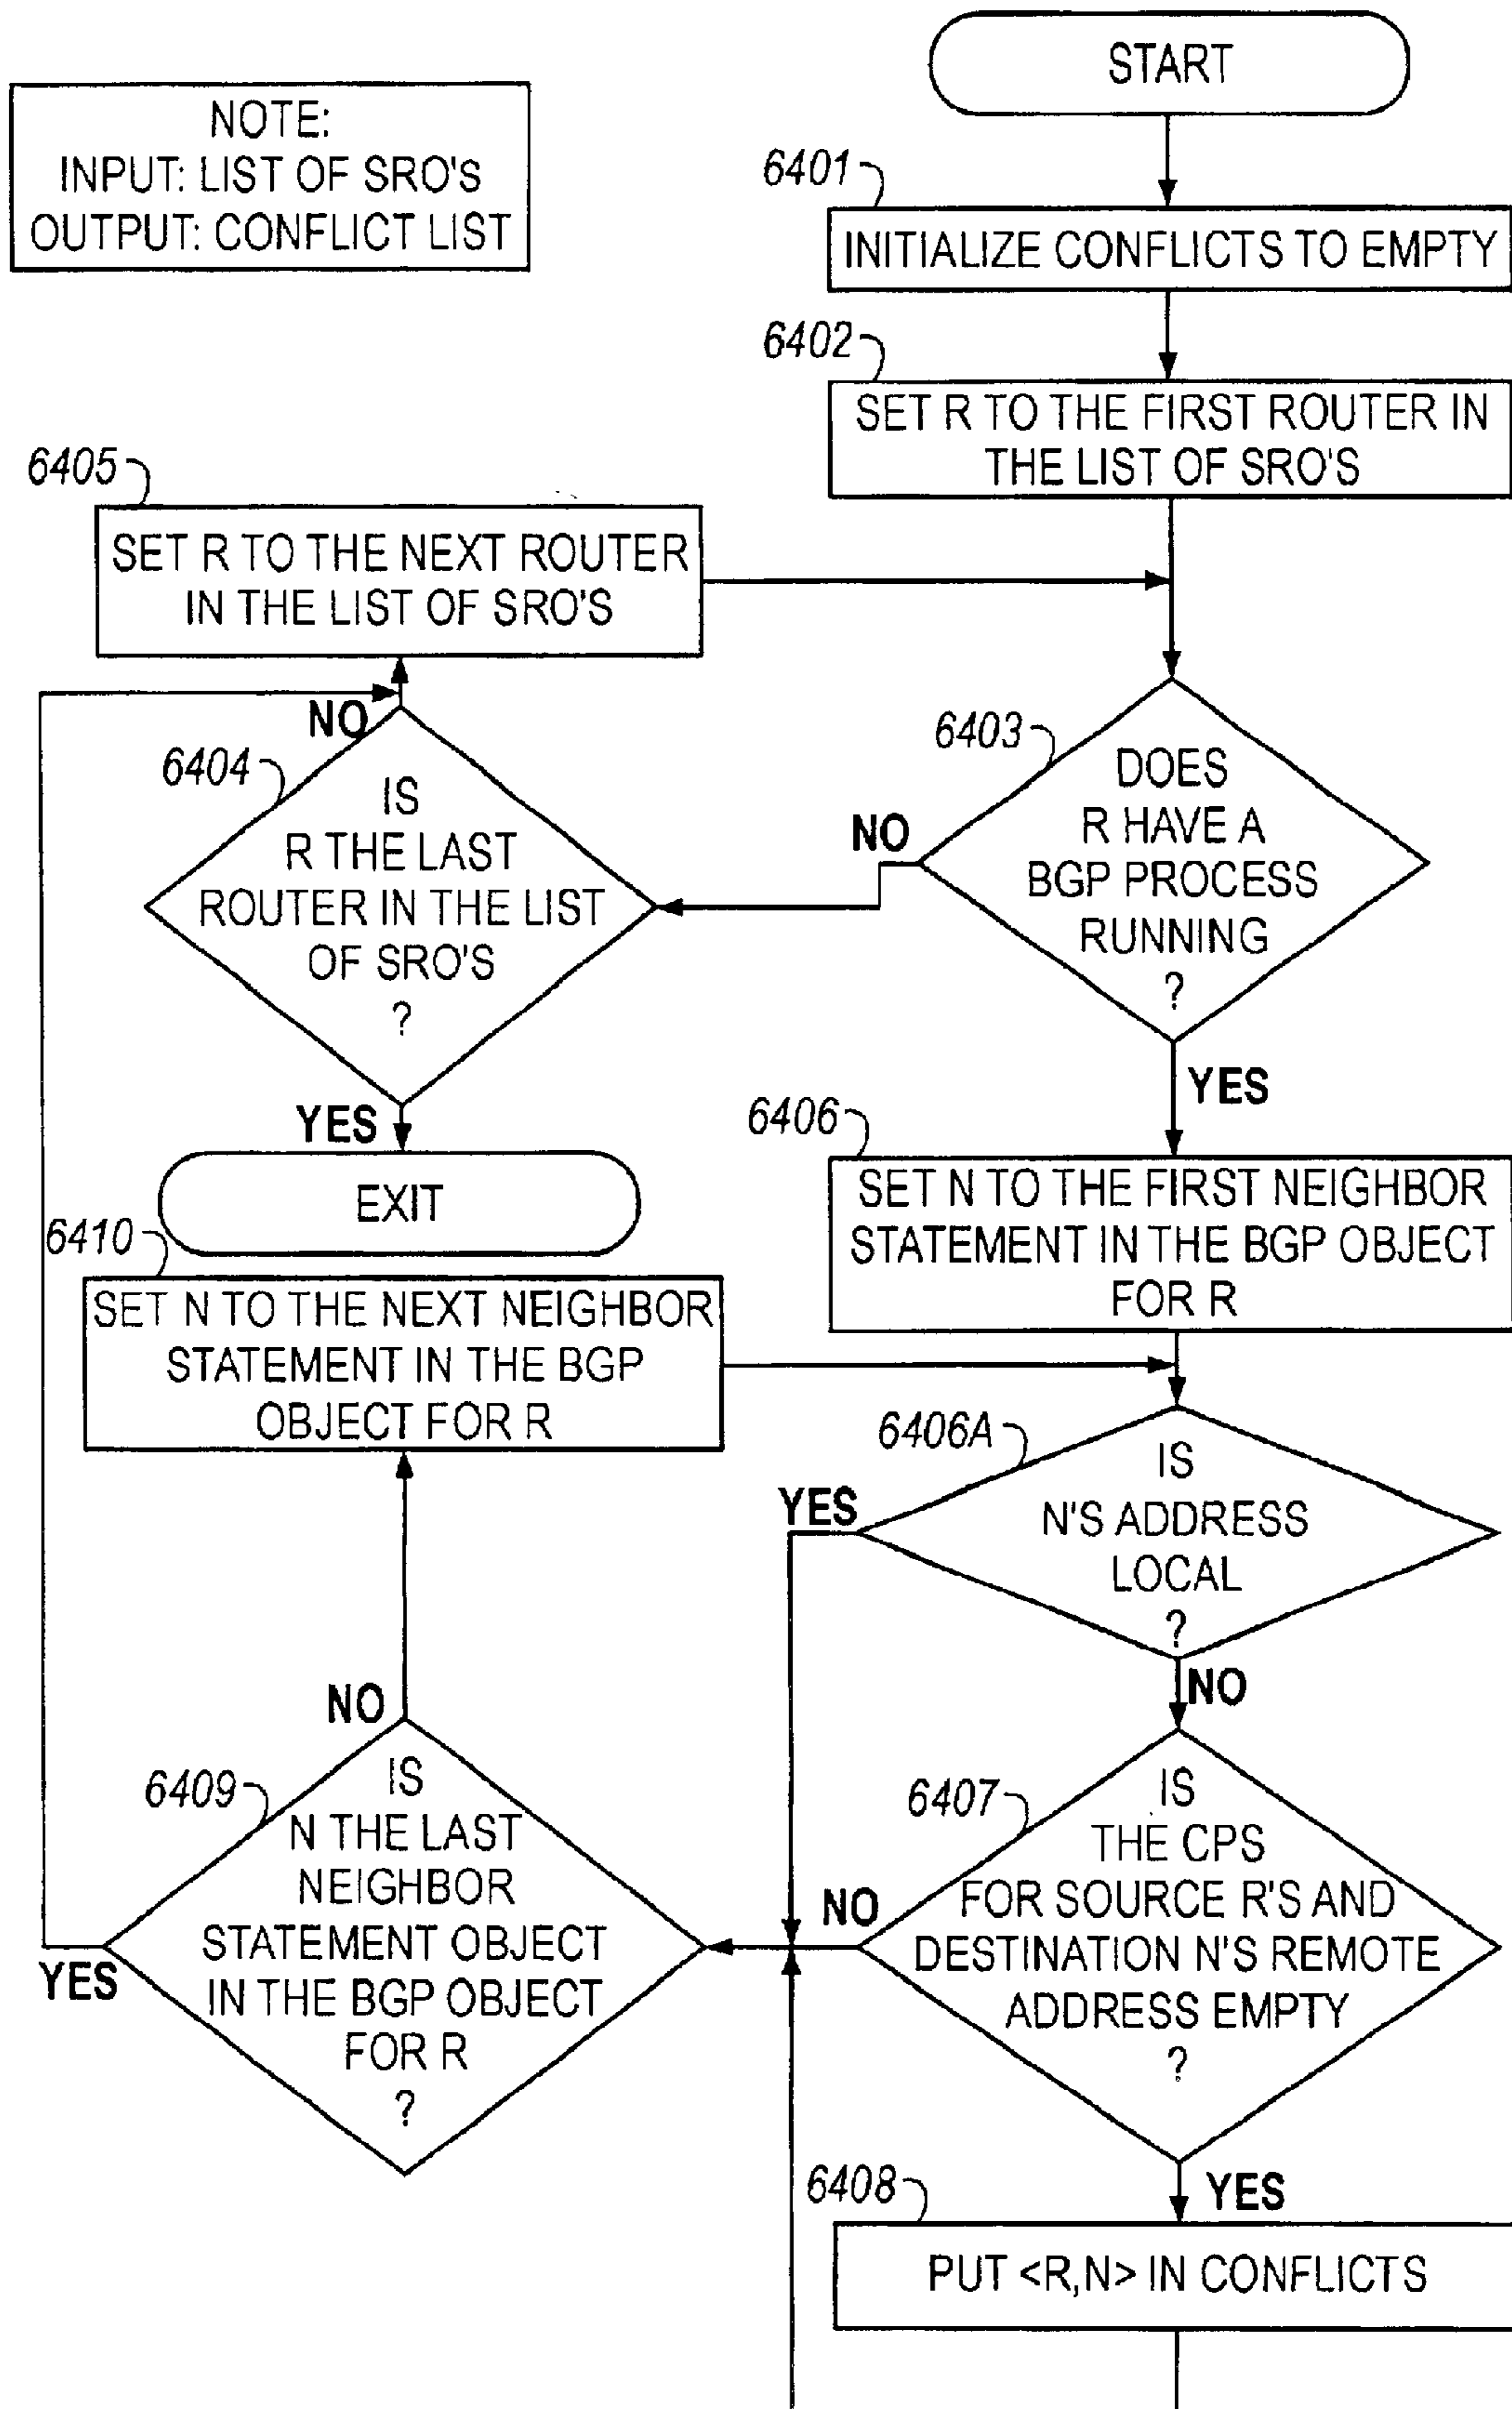 START
NOTE:
INPUT: LIST OF SRO's
OUTPUT: CONFLICT LIST
6401
INITIALIZE CONFLICTS TO EMPTY
6402
SET R TO THE FIRST ROUTER IN
THE LIST OF SRO'S
6405
SET R TO THE NEXT ROUTER
IN THE LIST OF SRO'S
NO
6404
IS
R THE LAST
ROUTER IN THE LIST
OF SRO'S
?
6403
DOES
R HAVE A
BGP PROCESS
RUNNING
?
NO
YES
YES
EXIT
6406
SET N TO THE FIRST NEIGHBOR
STATEMENT IN THE BGP OBJECT
FOR R
6410
SET N TO THE NEXT NEIGHBOR
STATEMENT IN THE BGP
OBJECT FOR R
6406A
IS
N'S ADDRESS
LOCAL
?
YES
NO
NO
6409
IS
N THE LAST
NEIGHBOR
STATEMENT OBJECT
IN THE BGP OBJECT
FOR R
?
YES
6407
IS
THE CPS
FOR SOURCE R'S AND
DESTINATION N'S REMOTE
ADDRESS EMPTY
?
NO
YES
6408
PUT <R,N> IN CONFLICTS